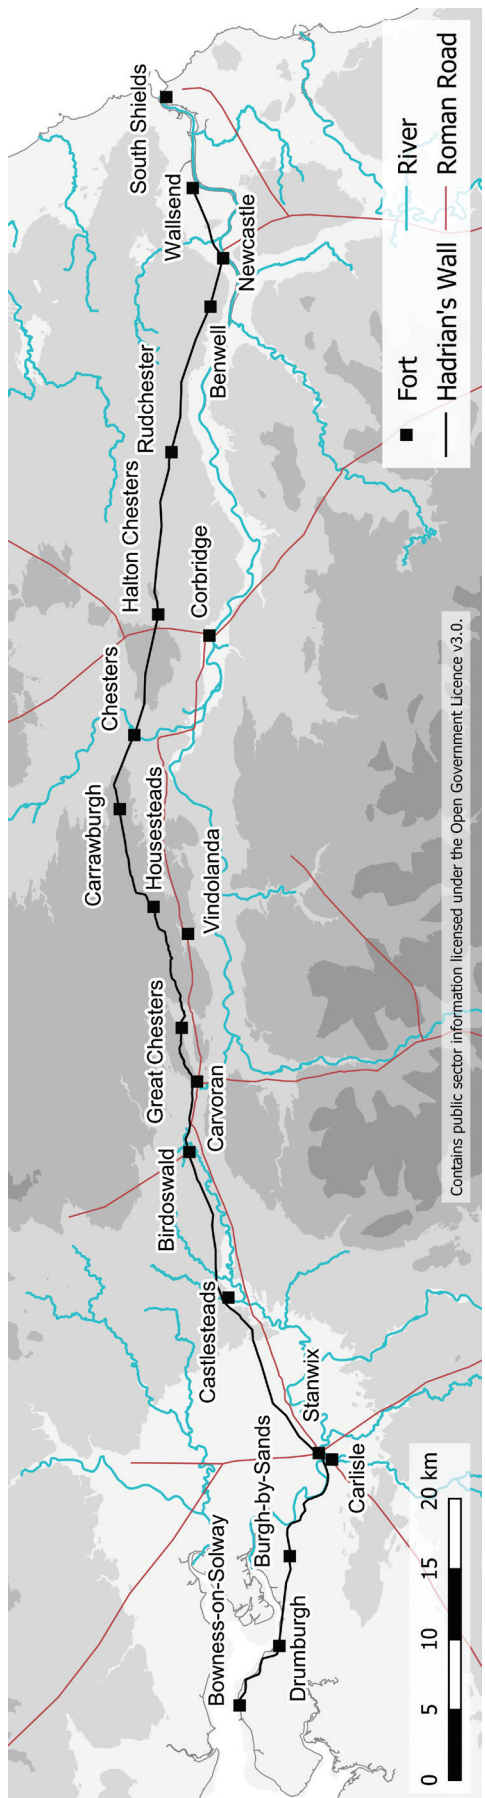 Bowness-on-Solway
Drumburgh
Burgh-by-Sands
Carlisle
Stanwix
Castlesteads
Birdoswald
Carvoran
Great Chesters
Vindolanda
Housesteads
Carrawburgh
Chesters
Corbridge
Halton Chesters
Rudchester
Benwell
Newcastle
Wallsend
South Shields
0 5 10 15 20 km
Contains public sector information licensed under the Open Government Licence v3.0.
Fort
River
Hadrian's Wall
Roman Road